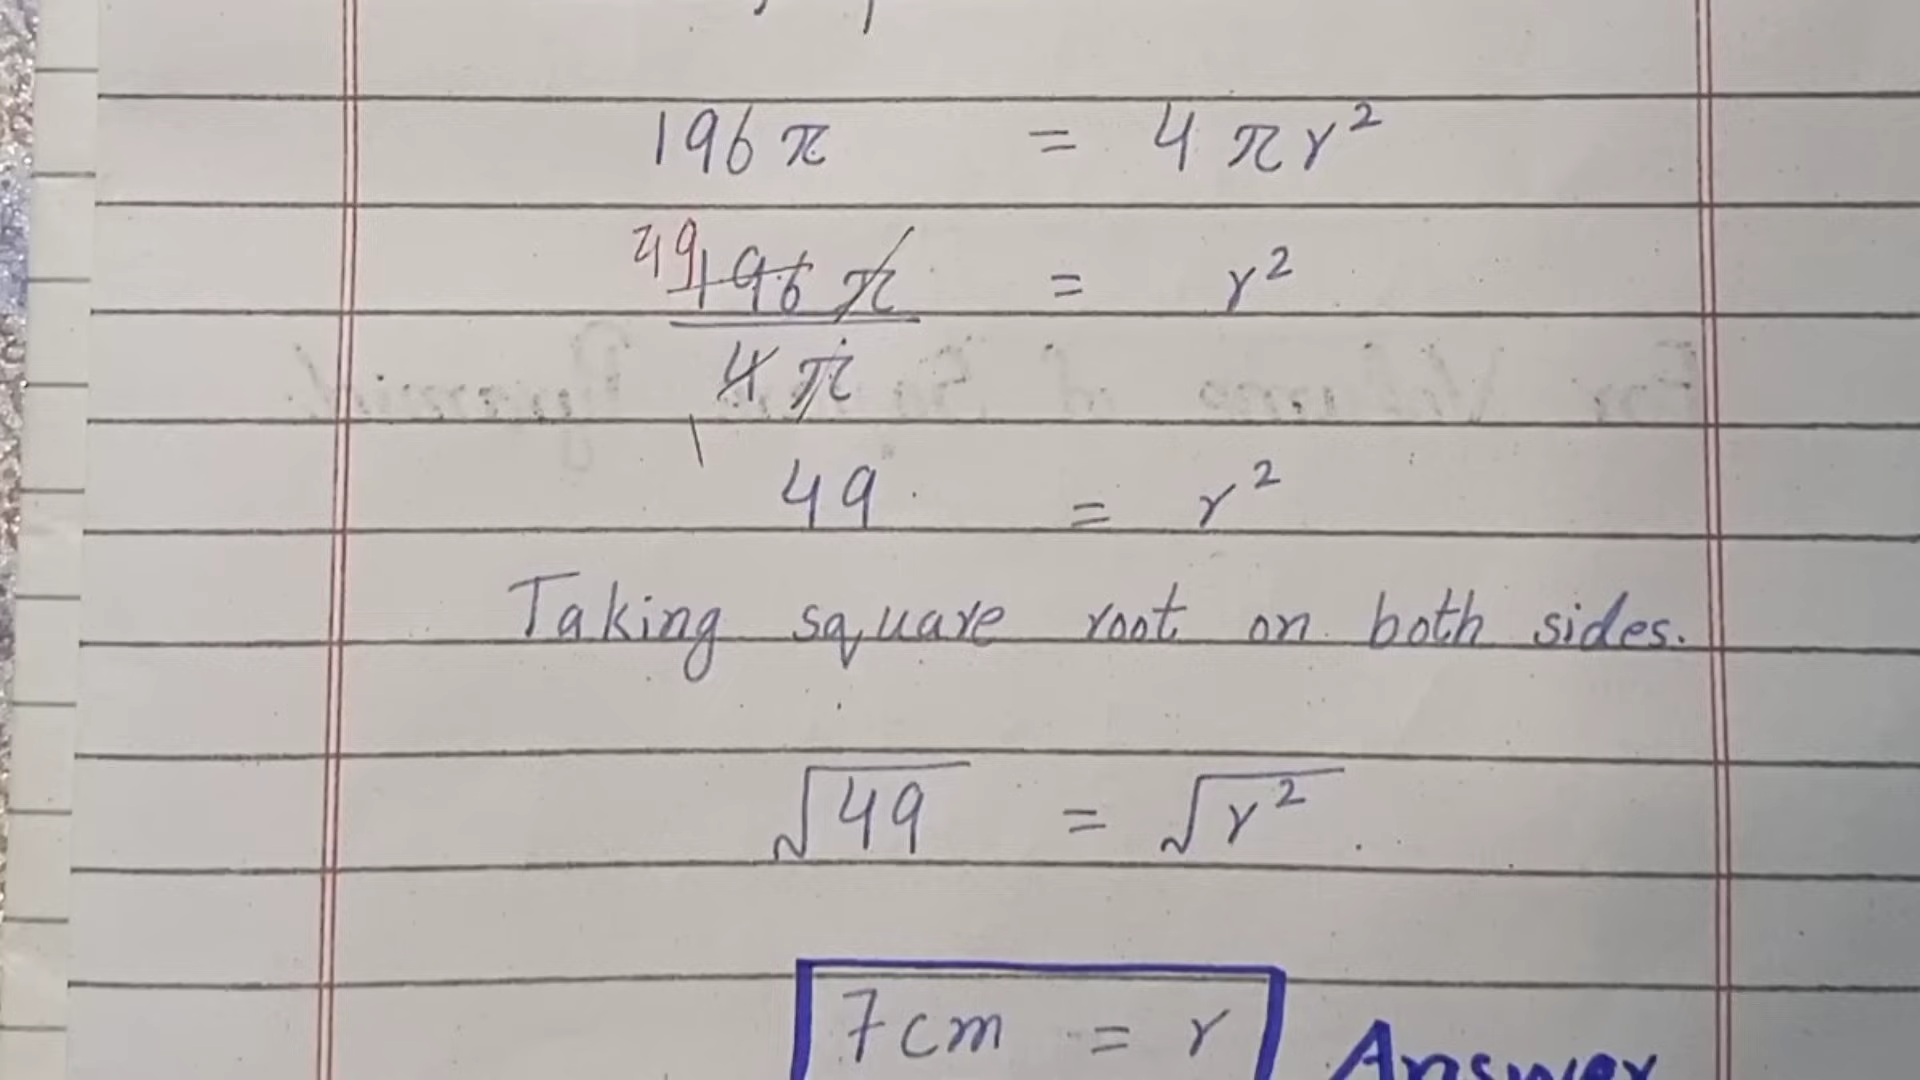 196π = 4πr²
49
196π = r²
4π
1
49 = r²
Taking square root on both sides.
√49 = √r²
7cm = r Answer